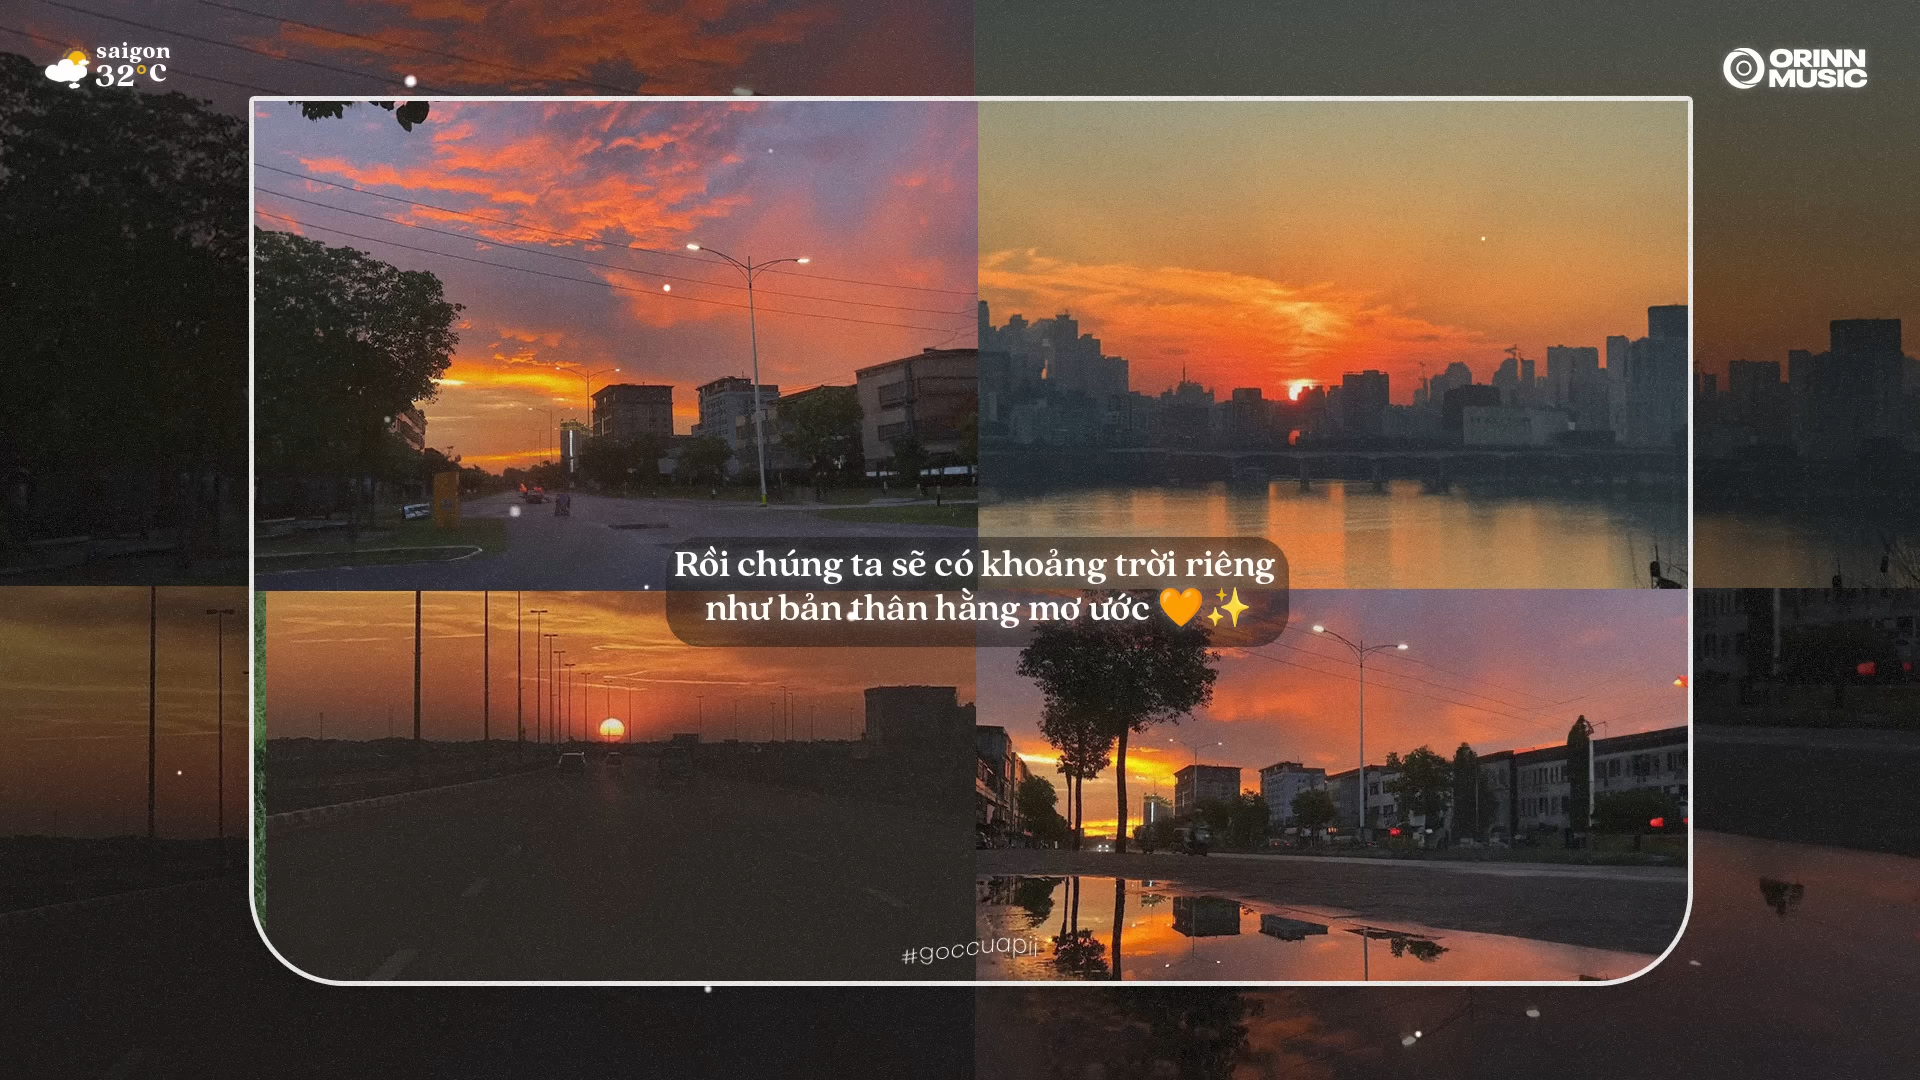 saigon
32°C
ORINN
MUSIC
Rồi chúng ta sẽ có khoảng trời riêng
như bản thân hằng mơ ước 🧡✨
#goccuapij